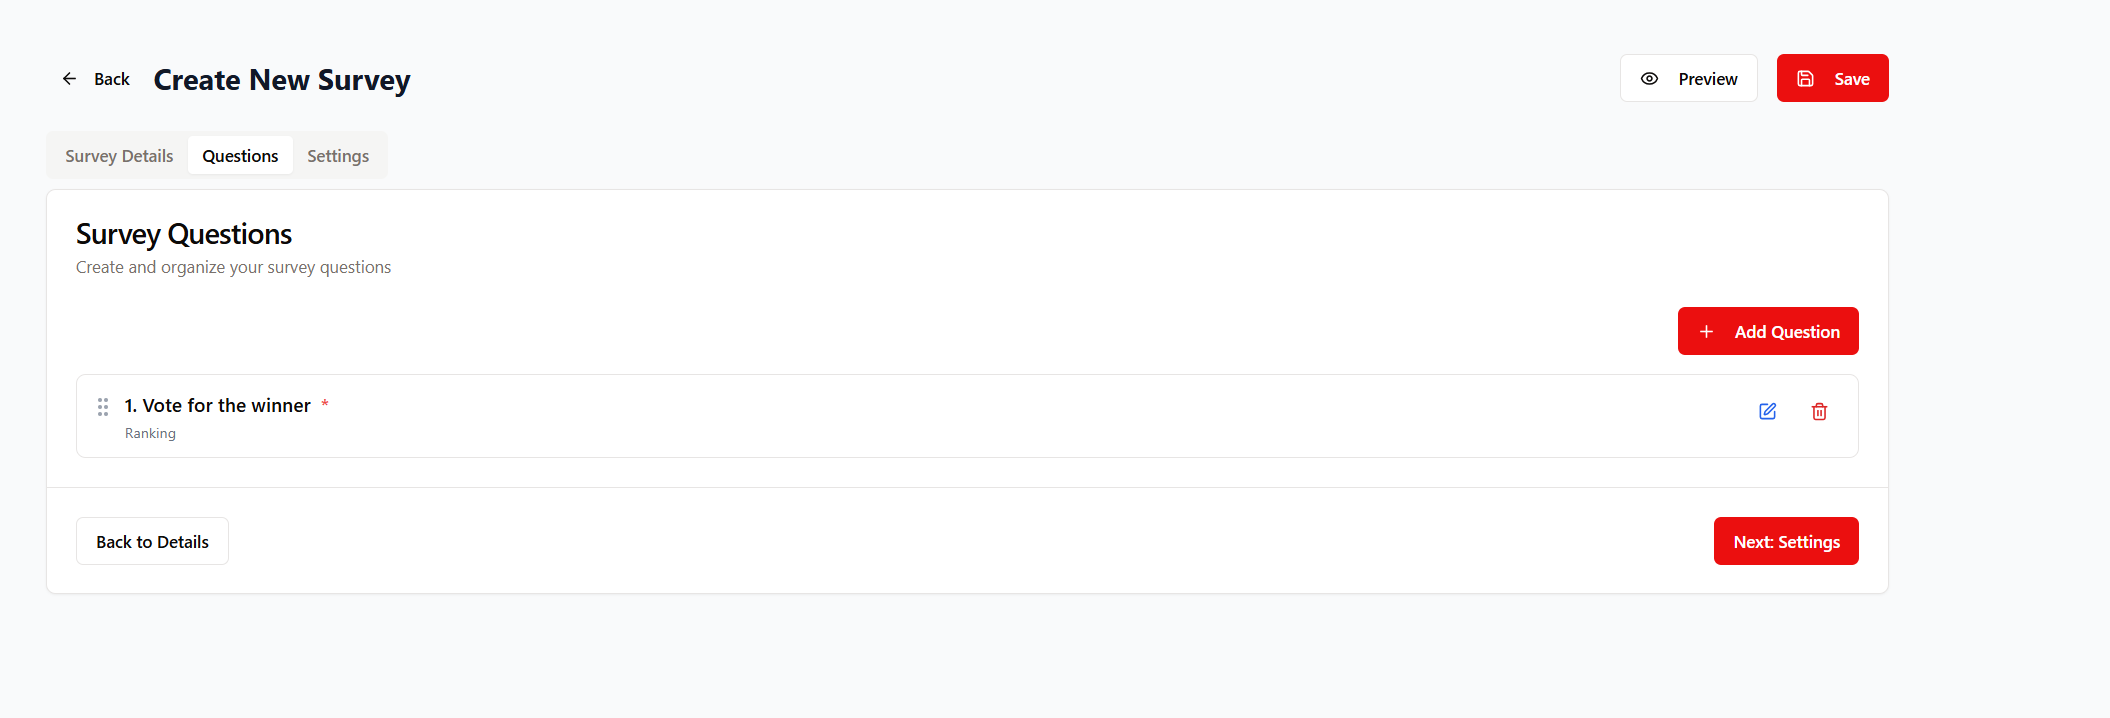 Back
Create New Survey
Preview
Save
Survey Details
Questions
Settings
Survey Questions
Create and organize your survey questions
Add Question
1. Vote for the winner *
Ranking
Back to Details
Next: Settings